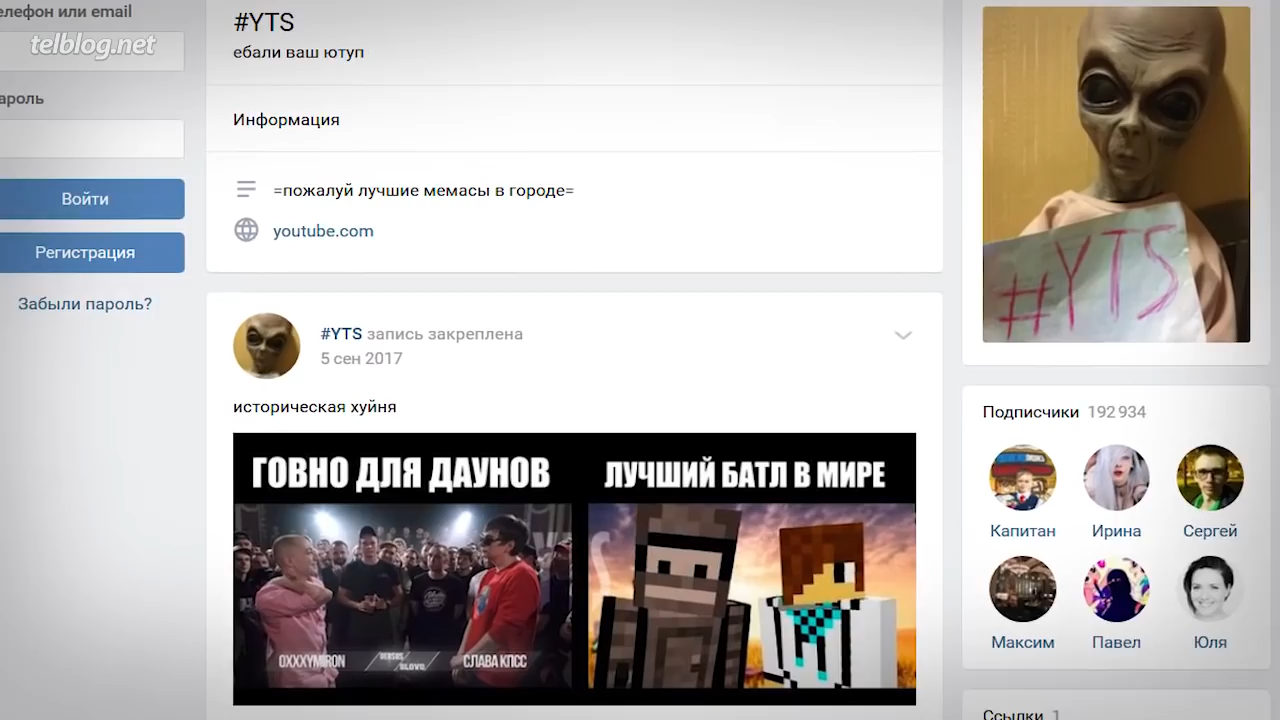 елефон или email
telblog.net
ароль
Войти
Регистрация
Забыли пароль?
#YTS
ебали ваш ютуп
Информация
=пожалуй лучшие мемасы в городе=
youtube.com
#YTS запись закреплена
5 сен 2017
историческая хуйня
ГОВНО ДЛЯ ДАУНОВ
ЛУЧШИЙ БАТЛ В МИРЕ
OXXXYMIRON
VERSUS
SLOVO
СЛАВА КПСС
#YTS
Подписчики 192 934
Капитан
Ирина
Сергей
Максим
Павел
Юля
Ссылки 1